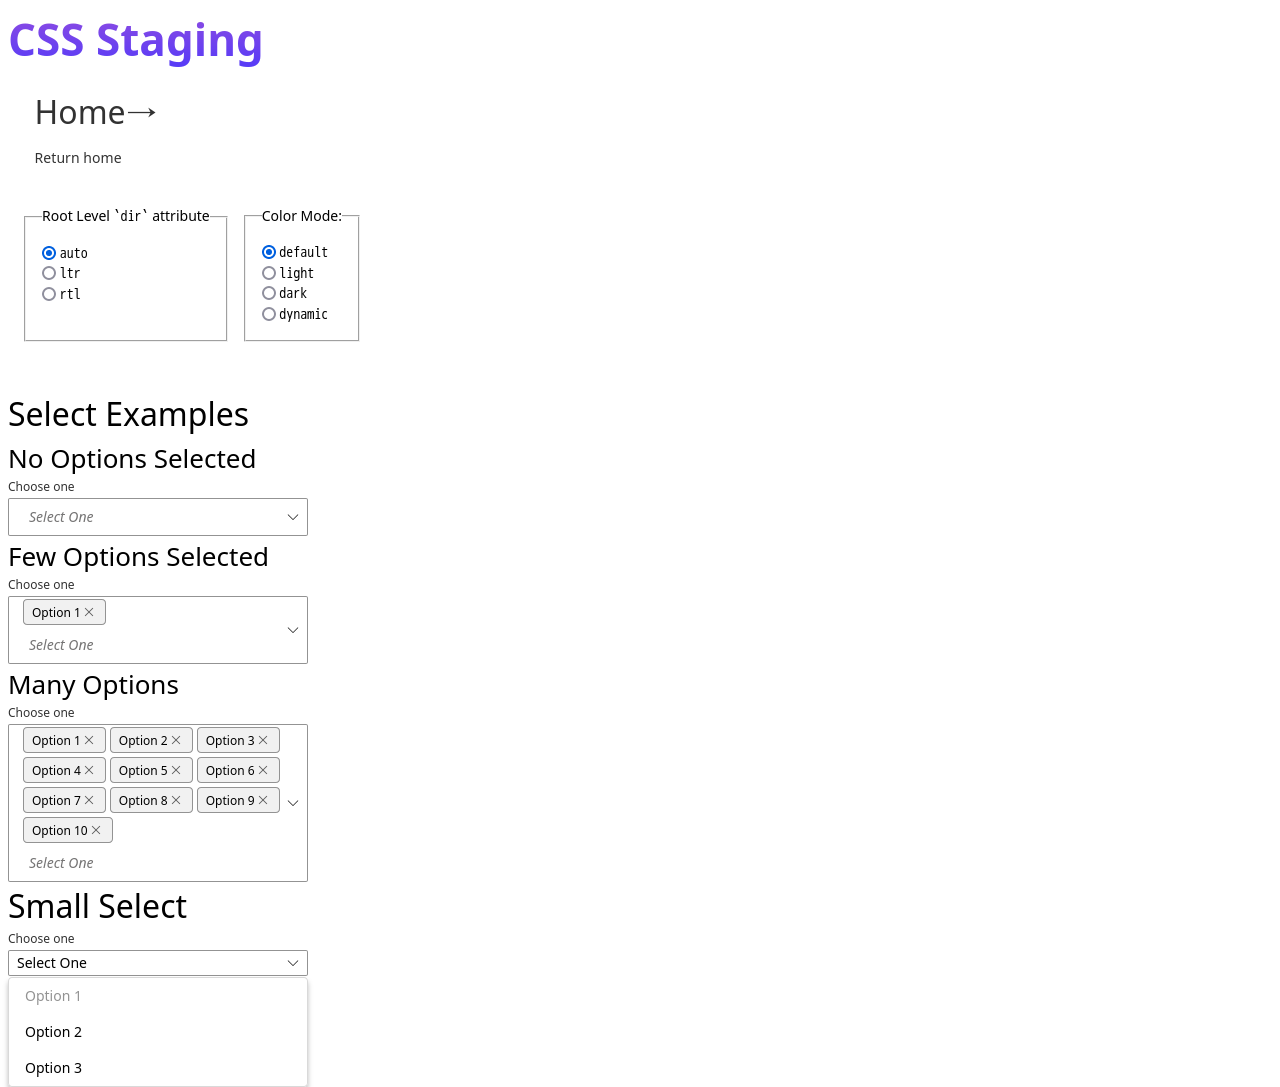 CSS Staging
Home→
Return home
Root Level `dir` attribute
auto
ltr
rtl
Color Mode:
default
light
dark
dynamic
Select Examples
No Options Selected
Choose one
Select One
Few Options Selected
Choose one
Option 1
Select One
Many Options
Choose one
Option 1 Option 2 Option 3
Option 4 Option 5 Option 6
Option 7 Option 8 Option 9
Option 10
Select One
Small Select
Choose one
Select One
Option 1
Option 2
Option 3